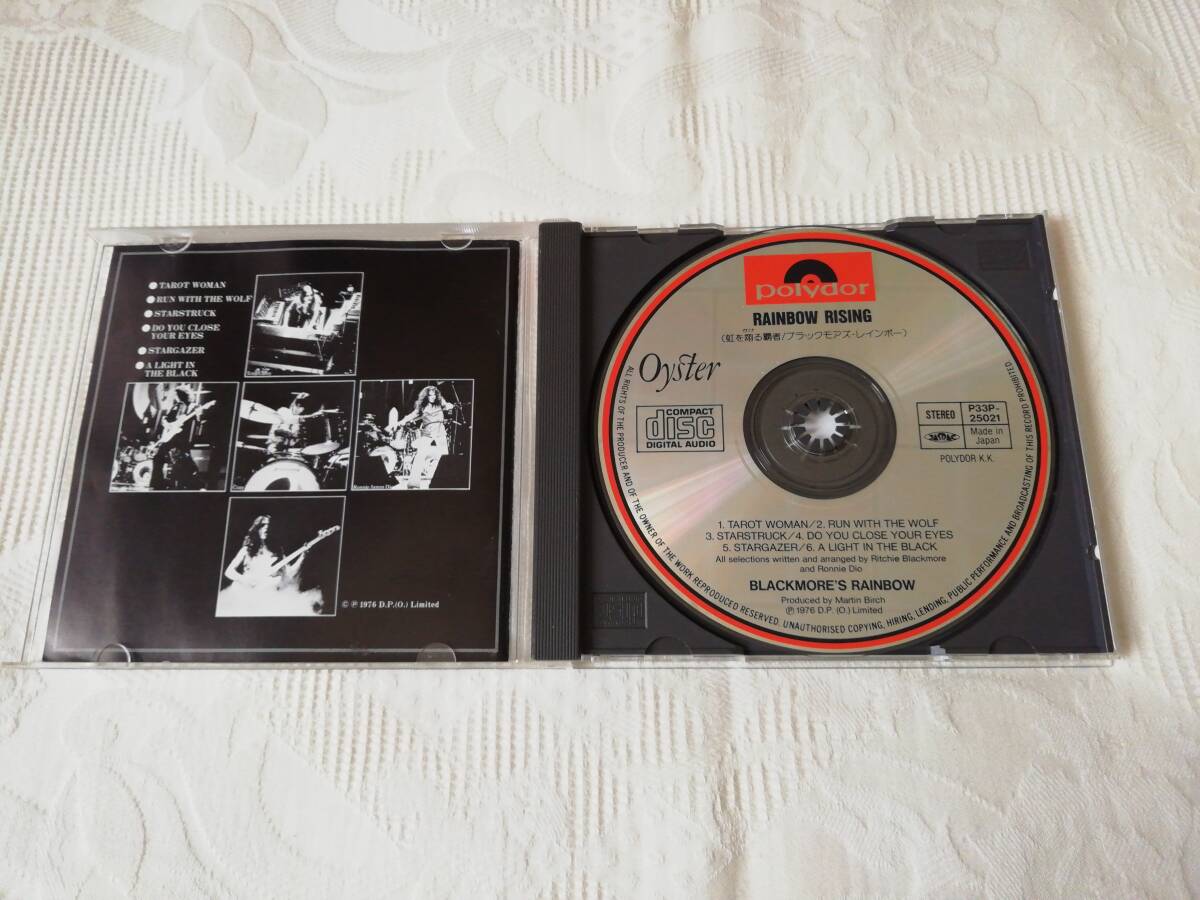 TAROT WOMAN
RUN WITH THE WOLF
STARSTRUCK
DO YOU CLOSE
YOUR EYES
STARGAZER
A LIGHT IN
THE BLACK
Ronnie James Dio
© ℗ 1976 D.P.(O.) Limited
polydor
RAINBOW RISING
(虹を翔る覇者/ブラックモアズ・レインボー)
かけ
Oyster
COMPACT
disc
DIGITAL AUDIO
STEREO
P33P-
25021
JASRAC
Made in
Japan
POLYDOR K.K.
1. TAROT WOMAN/2. RUN WITH THE WOLF
3. STARSTRUCK/4. DO YOU CLOSE YOUR EYES
5. STARGAZER/6. A LIGHT IN THE BLACK
All selections written and arranged by Ritchie Blackmore
and Ronnie Dio
BLACKMORE'S RAINBOW
Produced by Martin Birch
℗ 1976 D.P. (O.) Limited
ALL RIGHTS OF THE PRODUCER AND OF THE OWNER OF THE WORK REPRODUCED RESERVED. UNAUTHORISED COPYING, HIRING, LENDING, PUBLIC PERFORMANCE AND BROADCASTING OF THIS RECORD PROHIBITED